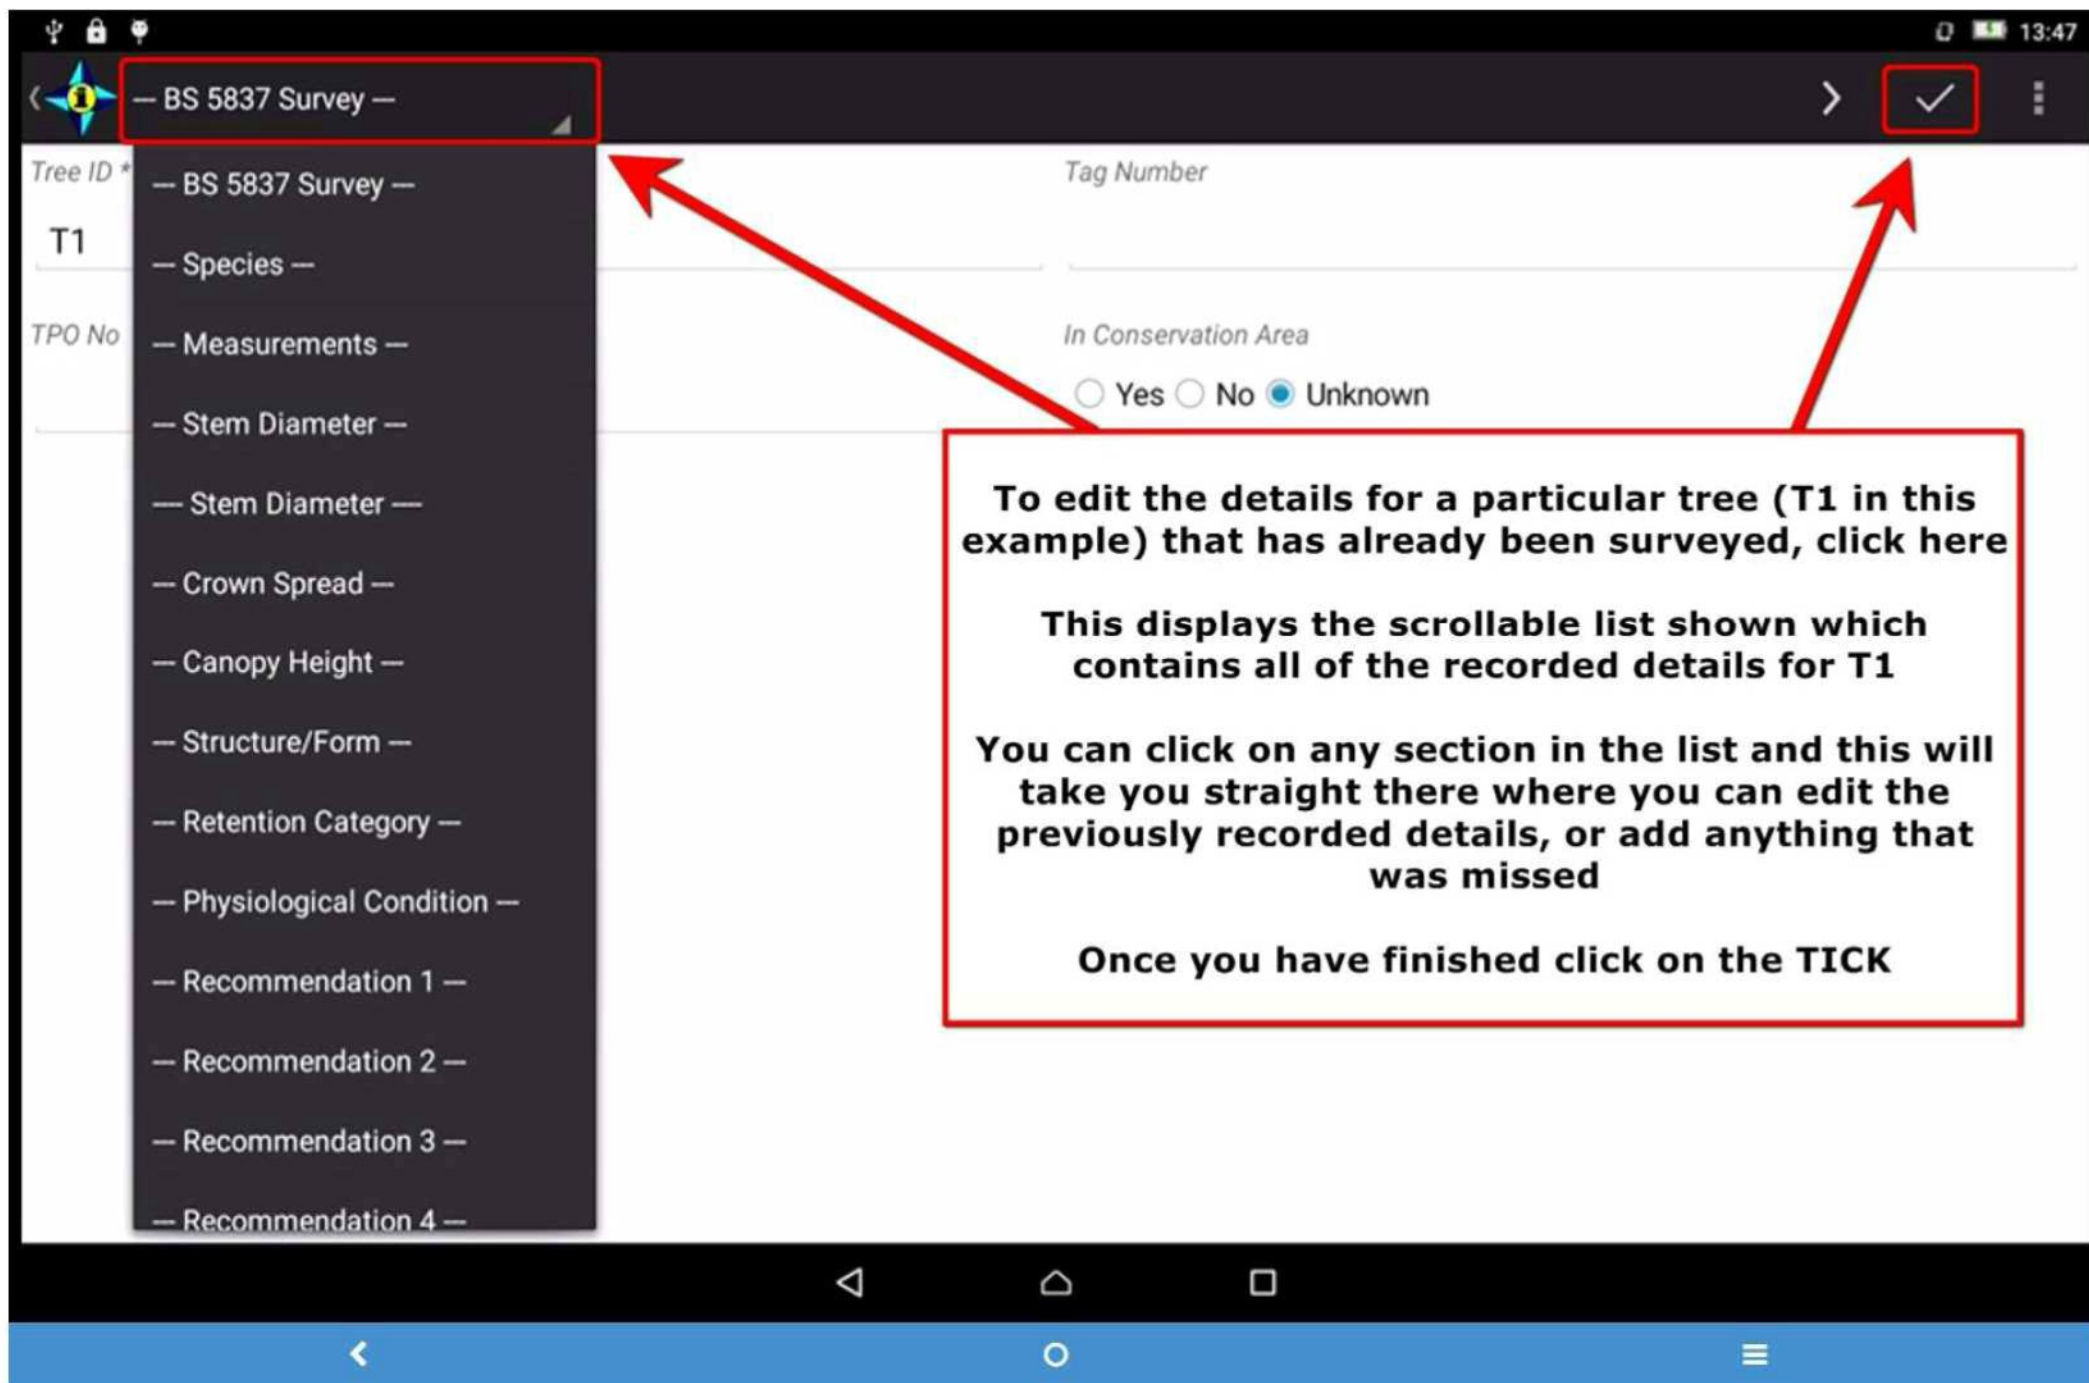 13:47
— BS 5837 Survey —
Tree ID *
Tag Number
— BS 5837 Survey —
T1
— Species —
TPO No
In Conservation Area
— Measurements —
Yes No Unknown
— Stem Diameter —
–— Stem Diameter –—
— Crown Spread —
— Canopy Height —
— Structure/Form —
— Retention Category —
— Physiological Condition —
— Recommendation 1 —
— Recommendation 2 —
— Recommendation 3 —
— Recommendation 4 —
To edit the details for a particular tree (T1 in this
example) that has already been surveyed, click here
This displays the scrollable list shown which
contains all of the recorded details for T1
You can click on any section in the list and this will
take you straight there where you can edit the
previously recorded details, or add anything that
was missed
Once you have finished click on the TICK